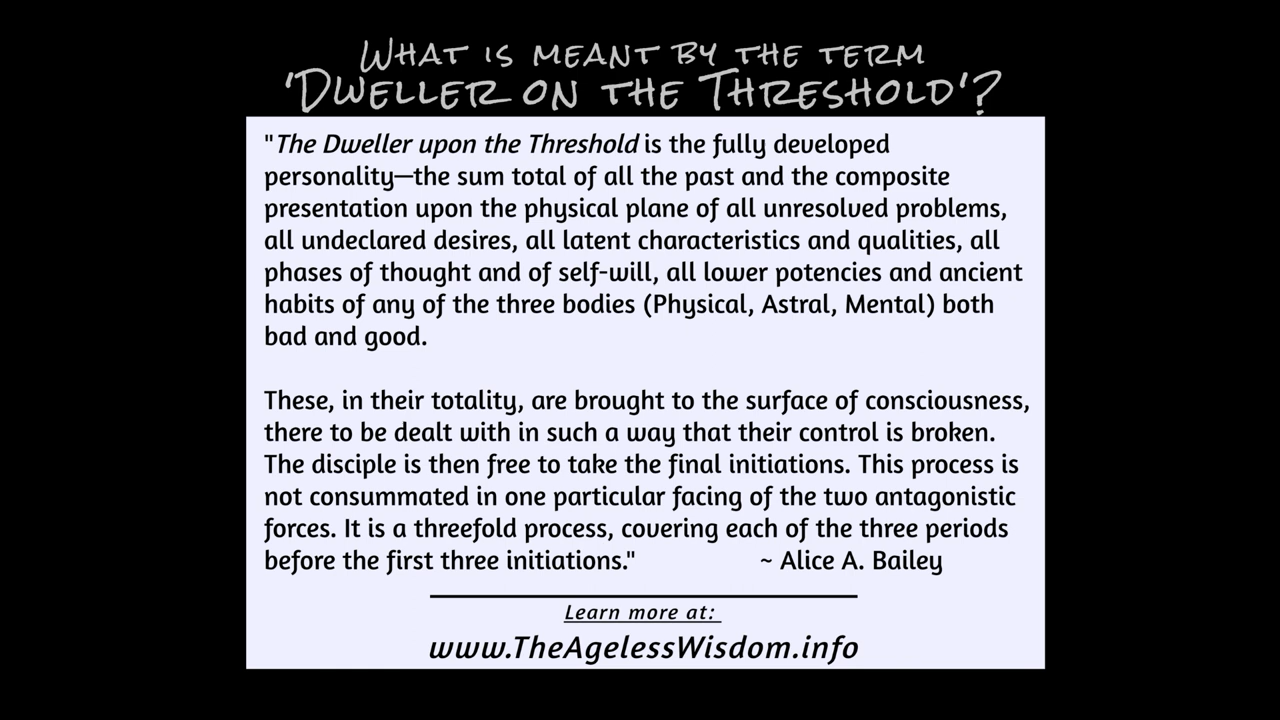 What is meant by the term
'Dweller on the Threshold'?
"The Dweller upon the Threshold is the fully developed
personality—the sum total of all the past and the composite
presentation upon the physical plane of all unresolved problems,
all undeclared desires, all latent characteristics and qualities, all
phases of thought and of self-will, all lower potencies and ancient
habits of any of the three bodies (Physical, Astral, Mental) both
bad and good.
These, in their totality, are brought to the surface of consciousness,
there to be dealt with in such a way that their control is broken.
The disciple is then free to take the final initiations. This process is
not consummated in one particular facing of the two antagonistic
forces. It is a threefold process, covering each of the three periods
before the first three initiations." ~ Alice A. Bailey
Learn more at:
www.TheAgelessWisdom.info